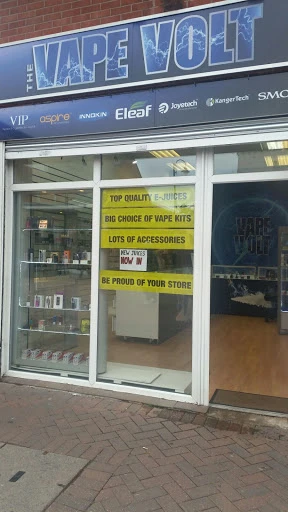 THE VAPE VOLT
VIP aspire INNOKIN Eleaf Joyetech KangerTech SMO
TOP QUALITY E-JUICES
BIG CHOICE OF VAPE KITS
LOTS OF ACCESSORIES
NEW JUICES
NOW IN
BE PROUD OF YOUR STORE
VAPE
VOLT